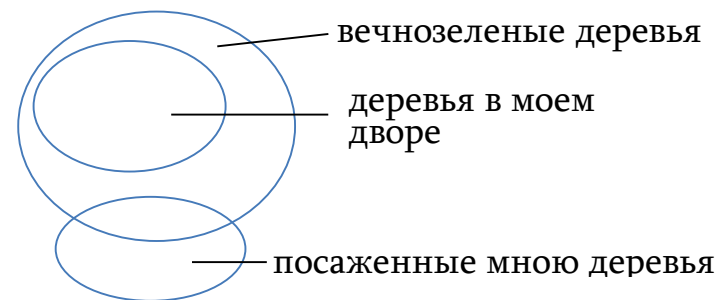 вечнозеленые деревья
деревья в моем
дворе
посаженные мною деревья